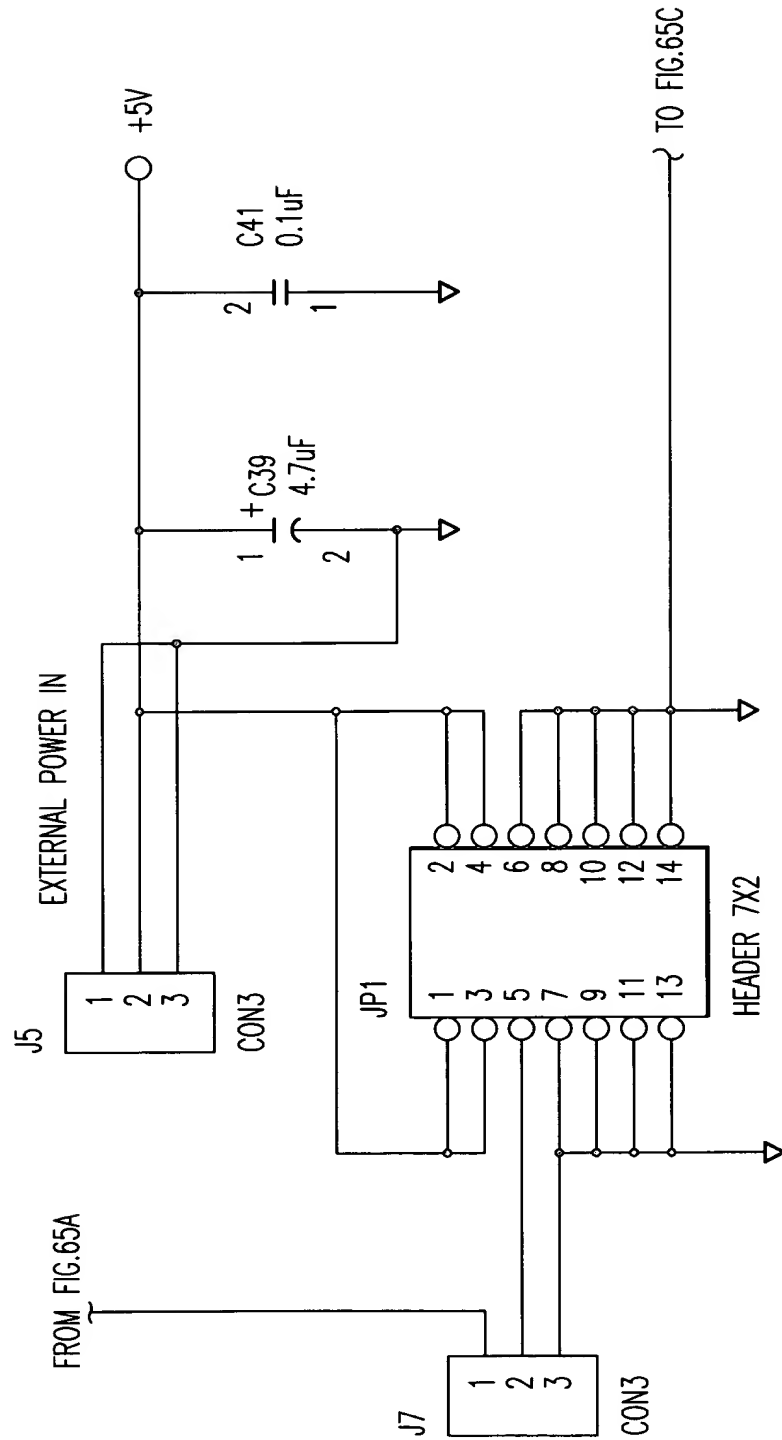 FROM FIG.65A
J5
EXTERNAL POWER IN
+5V
1
2
3
CON3
1
+
C39
4.7uF
2
2
C41
0.1uF
1
J7
1
2
3
CON3
JP1
1 2
3 4
5 6
7 8
9 10
11 12
13 14
HEADER 7X2
TO FIG.65C